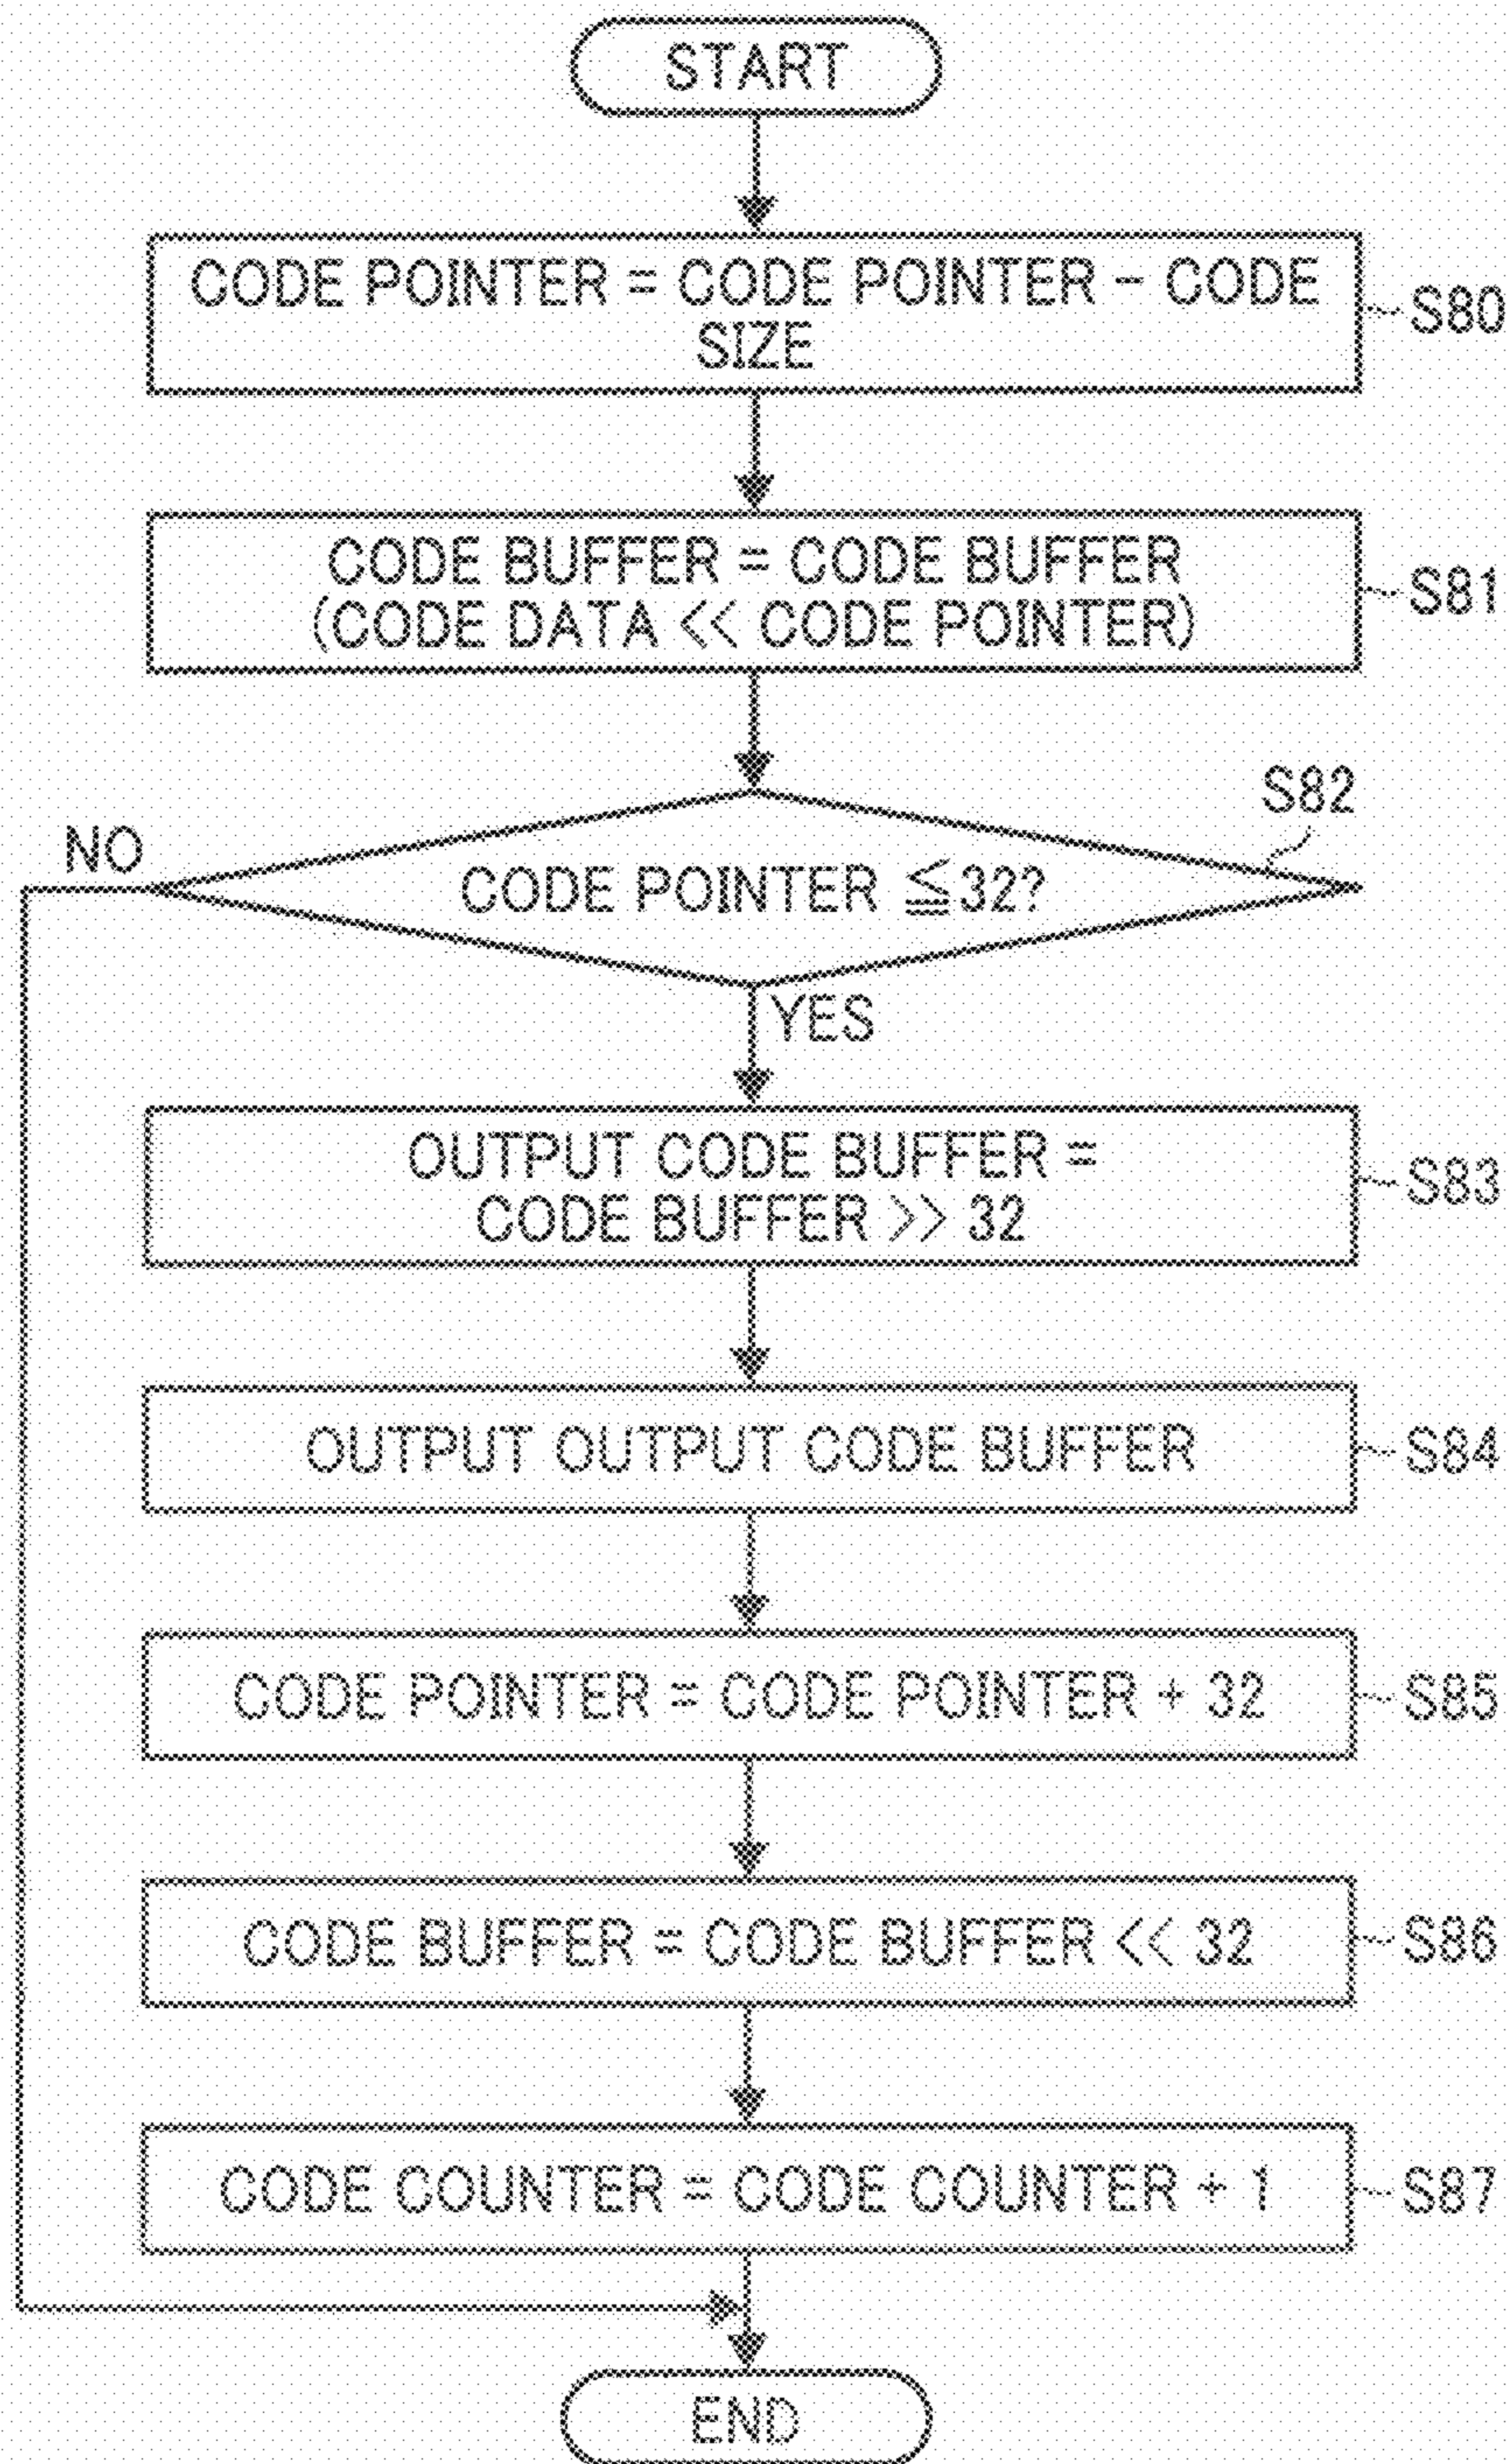 START
CODE POINTER = CODE POINTER - CODE
SIZE
S80
CODE BUFFER = CODE BUFFER
(CODE DATA << CODE POINTER)
S81
S82
NO
CODE POINTER ≦32?
YES
OUTPUT CODE BUFFER =
CODE BUFFER >> 32
S83
OUTPUT OUTPUT CODE BUFFER
S84
CODE POINTER = CODE POINTER + 32
S85
CODE BUFFER = CODE BUFFER << 32
S86
CODE COUNTER = CODE COUNTER + 1
S87
END